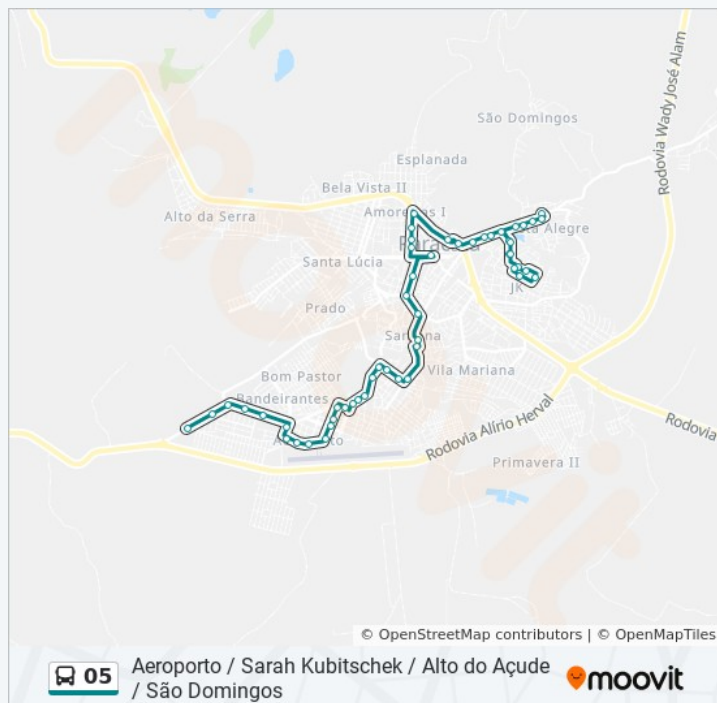 São Domingos
Rodovia Wady José Alam
Esplanada
Bela Vista II
Alto da Serra
Amoreiras I
Alegre
Santa Lúcia
JK
Prado
Vila Mariana
Bom Pastor
Bandeirantes
Rodovia Alírio Herval
Rodovia
Primavera II
© OpenStreetMap contributors | © OpenMapTiles
05 Aeroporto / Sarah Kubitschek / Alto do Açude
/ São Domingos
moovit